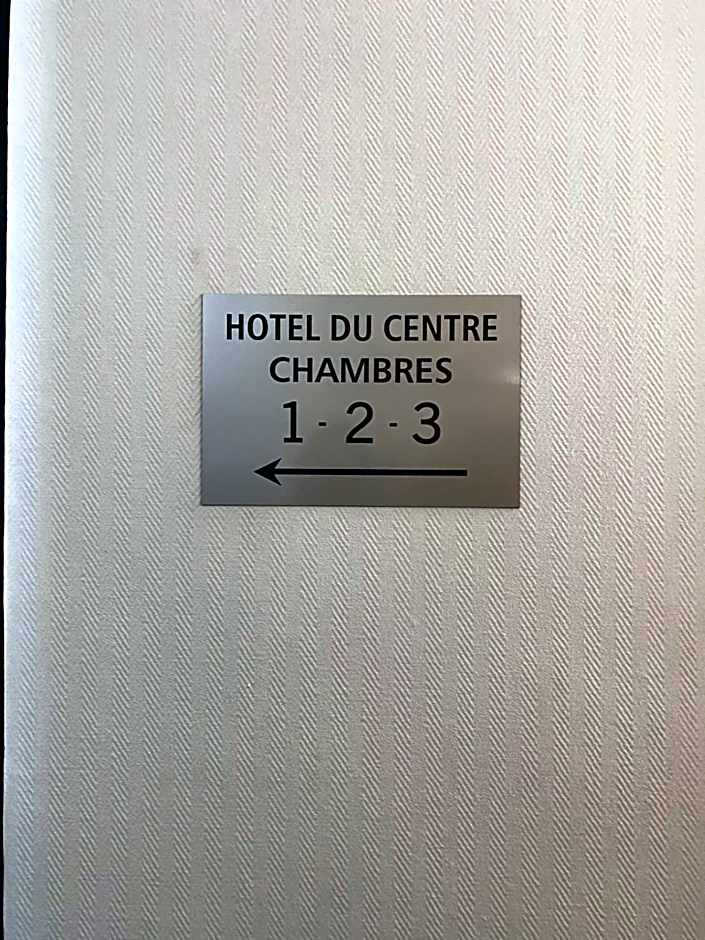 HOTEL DU CENTRE
CHAMBRES
1 - 2 - 3